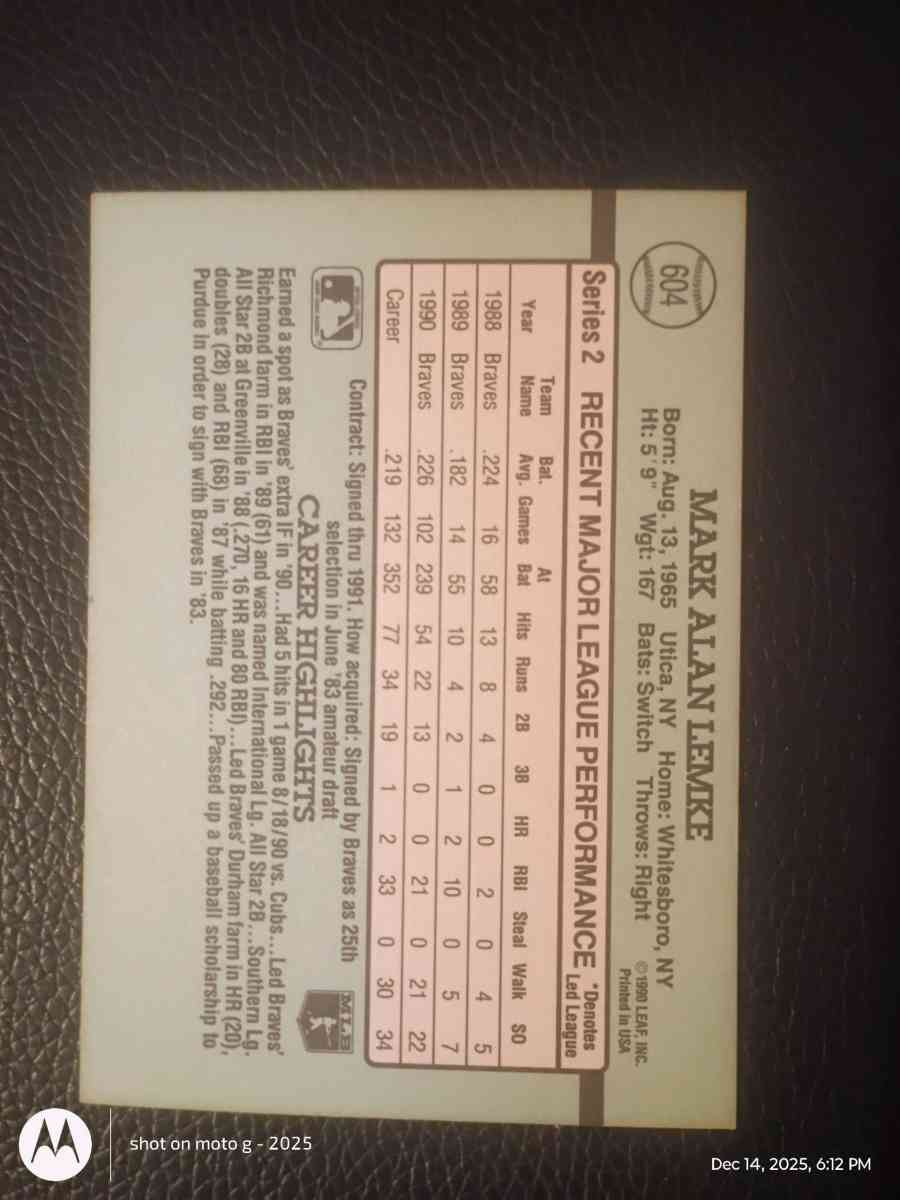 604
MARK ALAN LEMKE
Born: Aug. 13, 1965 Utica, NY Home: Whitesboro, NY
Ht: 5' 9" Wgt: 167 Bats: Switch Throws: Right
©1990 LEAF, INC.
Printed in USA
Series 2 RECENT MAJOR LEAGUE PERFORMANCE *Denotes Led League
Year Team Name Bat. Avg. Games At Bat Hits Runs 2B 3B HR RBI Steal Walk SO
1988 Braves .224 16 58 13 8 4 0 0 2 0 4 5
1989 Braves .182 14 55 10 4 2 1 2 10 0 5 7
1990 Braves .226 102 239 54 22 13 0 0 21 0 21 22
Career .219 132 352 77 34 19 1 2 33 0 30 34
Contract: Signed thru 1991. How acquired: Signed by Braves as 25th
selection in June '83 amateur draft
MLB
CAREER HIGHLIGHTS
Earned a spot as Braves' extra IF in '90...Had 5 hits in 1 game 8/18/90 vs. Cubs...Led Braves'
Richmond farm in RBI in '89 (61) and was named International Lg. All Star 2B...Southern Lg.
All Star 2B at Greenville in '88 (.270, 16 HR and 80 RBI)...Led Braves' Durham farm in HR (20),
doubles (28) and RBI (68) in '87 while batting .292...Passed up a baseball scholarship to
Purdue in order to sign with Braves in '83.
shot on moto g - 2025
Dec 14, 2025, 6:12 PM